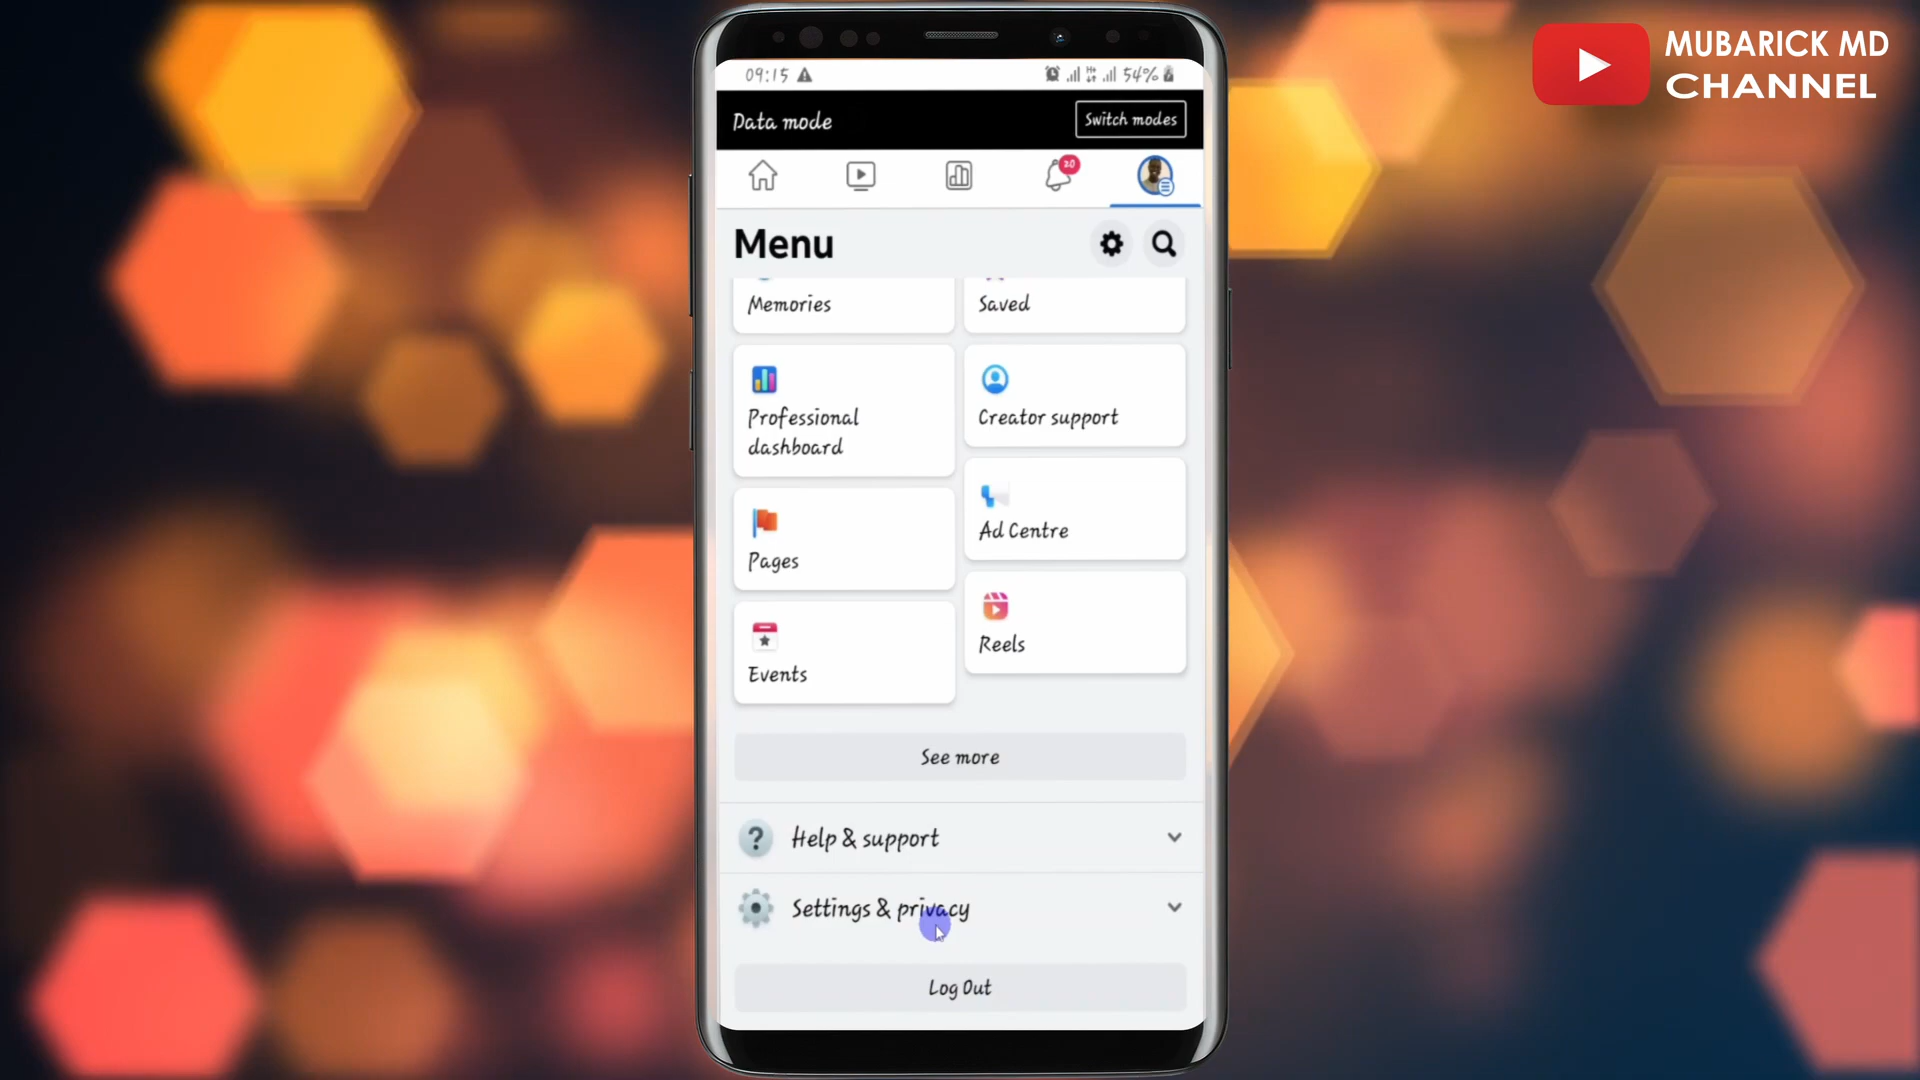 MUBARICK MD
CHANNEL
09:15
54%
Data mode
Switch modes
20
Menu
Memories
Saved
Professional
dashboard
Creator support
Pages
Ad Centre
Events
Reels
See more
Help & support
Settings & privacy
Log Out